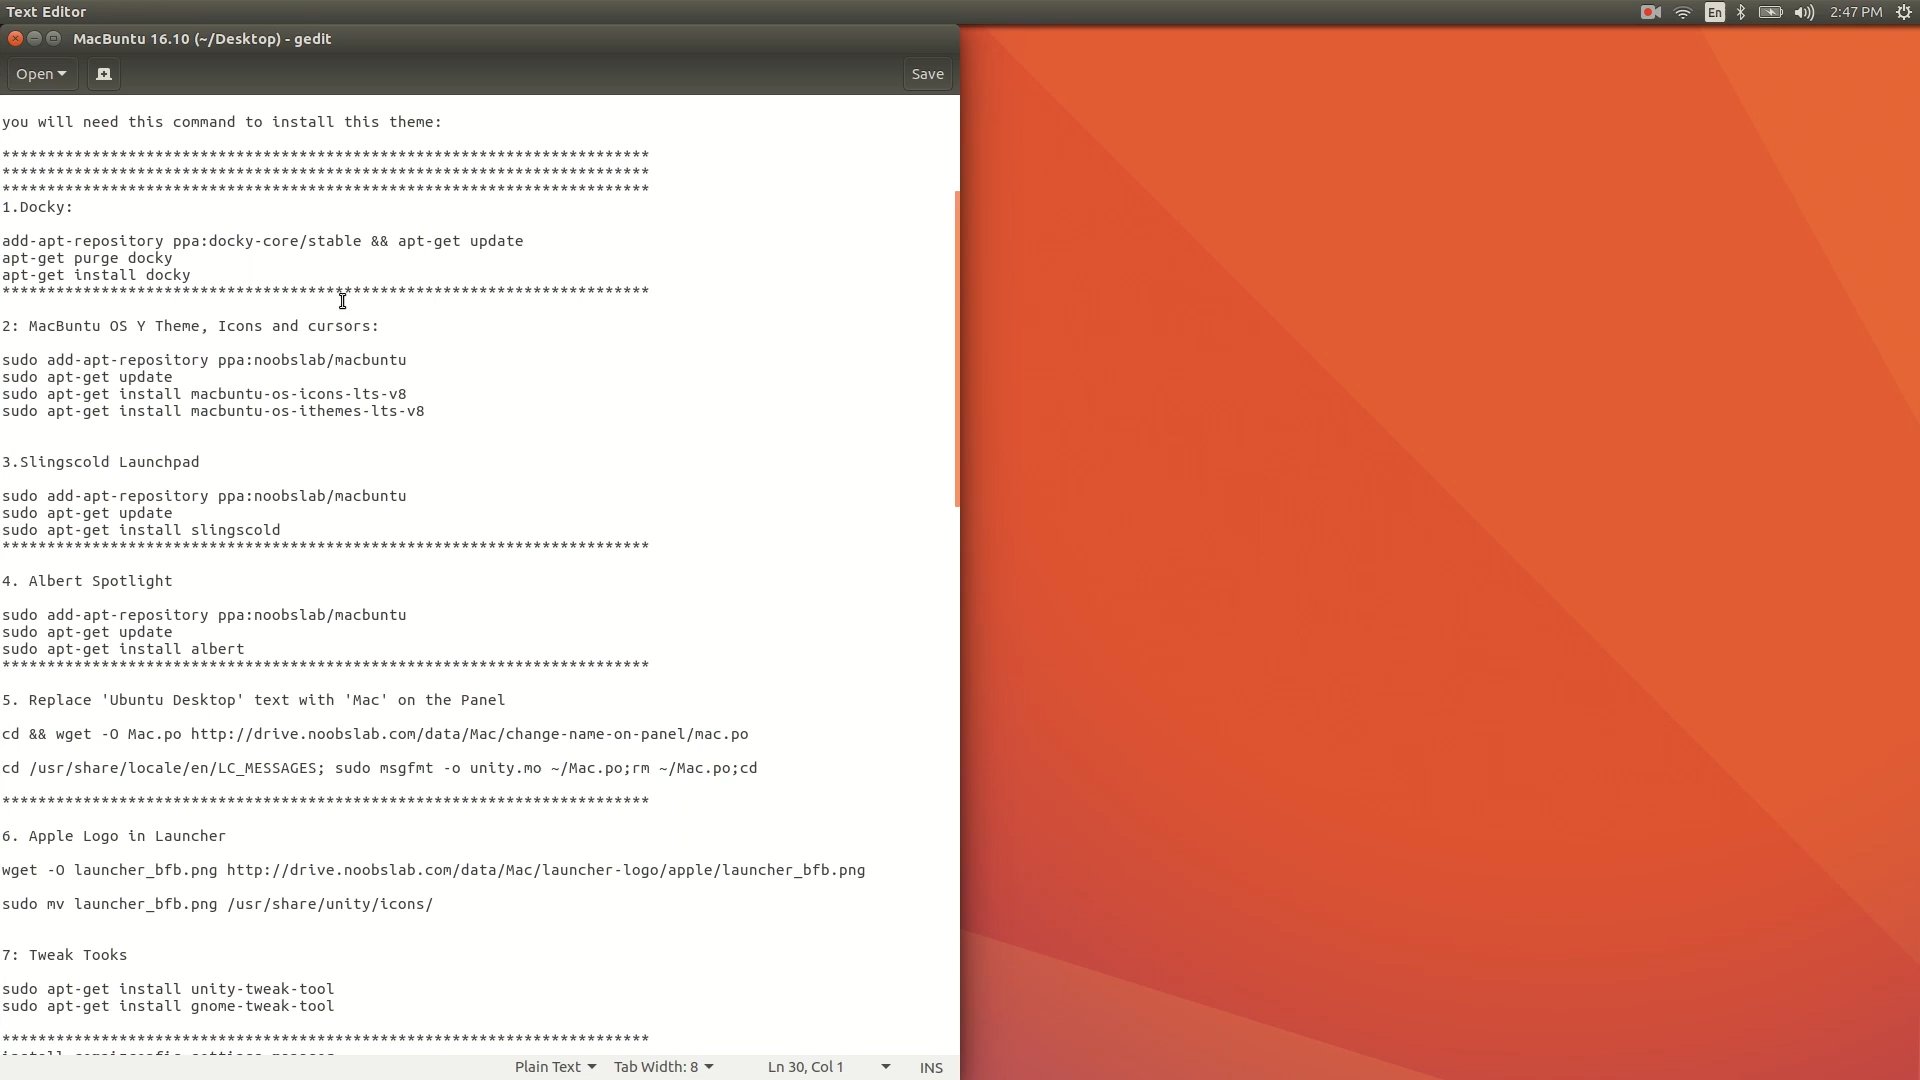 Text Editor
En
2:47 PM
MacBuntu 16.10 (~/Desktop) - gedit
Open
Save
you will need this command to install this theme:
************************************************************************
************************************************************************
************************************************************************
1.Docky:
add-apt-repository ppa:docky-core/stable && apt-get update
apt-get purge docky
apt-get install docky
************************************************************************
2: MacBuntu OS Y Theme, Icons and cursors:
sudo add-apt-repository ppa:noobslab/macbuntu
sudo apt-get update
sudo apt-get install macbuntu-os-icons-lts-v8
sudo apt-get install macbuntu-os-ithemes-lts-v8
3.Slingscold Launchpad
sudo add-apt-repository ppa:noobslab/macbuntu
sudo apt-get update
sudo apt-get install slingscold
************************************************************************
4. Albert Spotlight
sudo add-apt-repository ppa:noobslab/macbuntu
sudo apt-get update
sudo apt-get install albert
************************************************************************
5. Replace 'Ubuntu Desktop' text with 'Mac' on the Panel
cd && wget -O Mac.po http://drive.noobslab.com/data/Mac/change-name-on-panel/mac.po
cd /usr/share/locale/en/LC_MESSAGES; sudo msgfmt -o unity.mo ~/Mac.po;rm ~/Mac.po;cd
************************************************************************
6. Apple Logo in Launcher
wget -O launcher_bfb.png http://drive.noobslab.com/data/Mac/launcher-logo/apple/launcher_bfb.png
sudo mv launcher_bfb.png /usr/share/unity/icons/
7: Tweak Tooks
sudo apt-get install unity-tweak-tool
sudo apt-get install gnome-tweak-tool
************************************************************************
Plain Text
Tab Width: 8
Ln 30, Col 1
INS